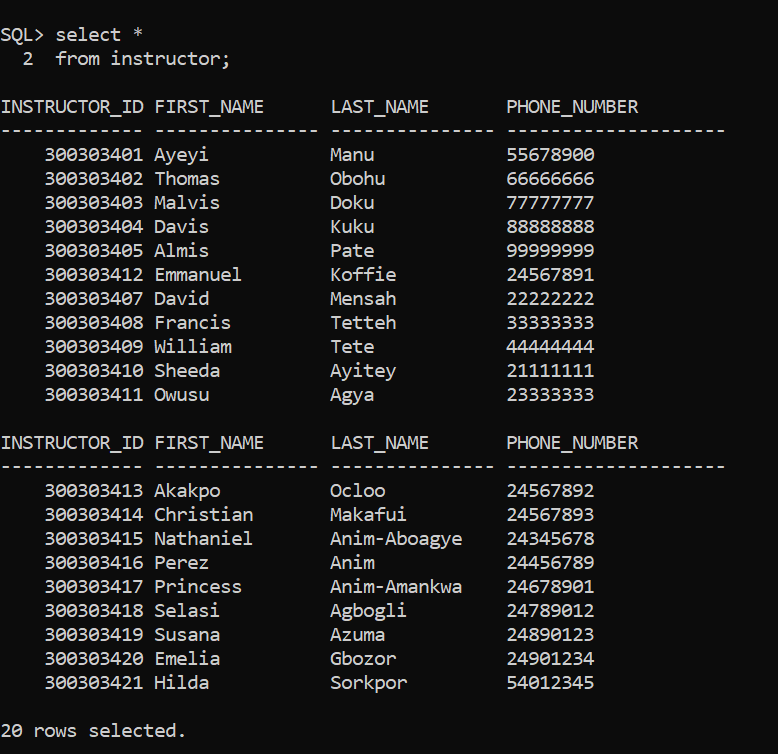 SQL> select *
  2  from instructor;
INSTRUCTOR_ID FIRST_NAME      LAST_NAME       PHONE_NUMBER
------------- --------------- --------------- --------------------
    300303401 Ayeyi           Manu            55678900
    300303402 Thomas          Obohu           66666666
    300303403 Malvis          Doku            77777777
    300303404 Davis           Kuku            88888888
    300303405 Almis           Pate            99999999
    300303412 Emmanuel        Koffie          24567891
    300303407 David           Mensah          22222222
    300303408 Francis         Tetteh          33333333
    300303409 William         Tete            44444444
    300303410 Sheeda          Ayitey          21111111
    300303411 Owusu           Agya            23333333
INSTRUCTOR_ID FIRST_NAME      LAST_NAME       PHONE_NUMBER
------------- --------------- --------------- --------------------
    300303413 Akakpo          Ocloo           24567892
    300303414 Christian       Makafui         24567893
    300303415 Nathaniel       Anim-Aboagye    24345678
    300303416 Perez           Anim            24456789
    300303417 Princess        Anim-Amankwa    24678901
    300303418 Selasi          Agbogli         24789012
    300303419 Susana          Azuma           24890123
    300303420 Emelia          Gbozor          24901234
    300303421 Hilda           Sorkpor         54012345
20 rows selected.